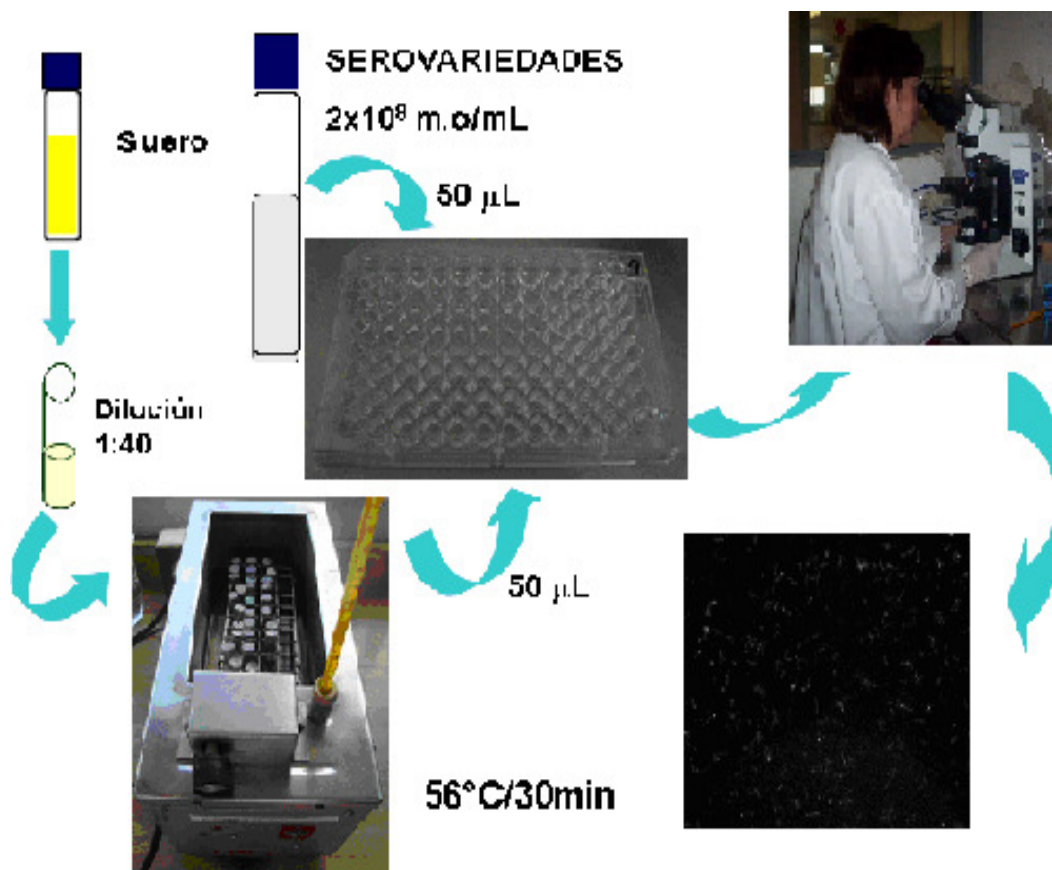 SEROVARIEDADES
2x10⁸ m.o/mL
Suero
50 µL
Dilución
1:40
50 µL
56°C/30min